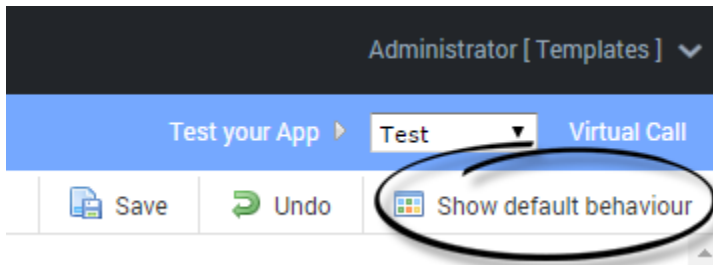 Administrator [ Templates ]
Test your App Test Virtual Call
Save Undo Show default behaviour